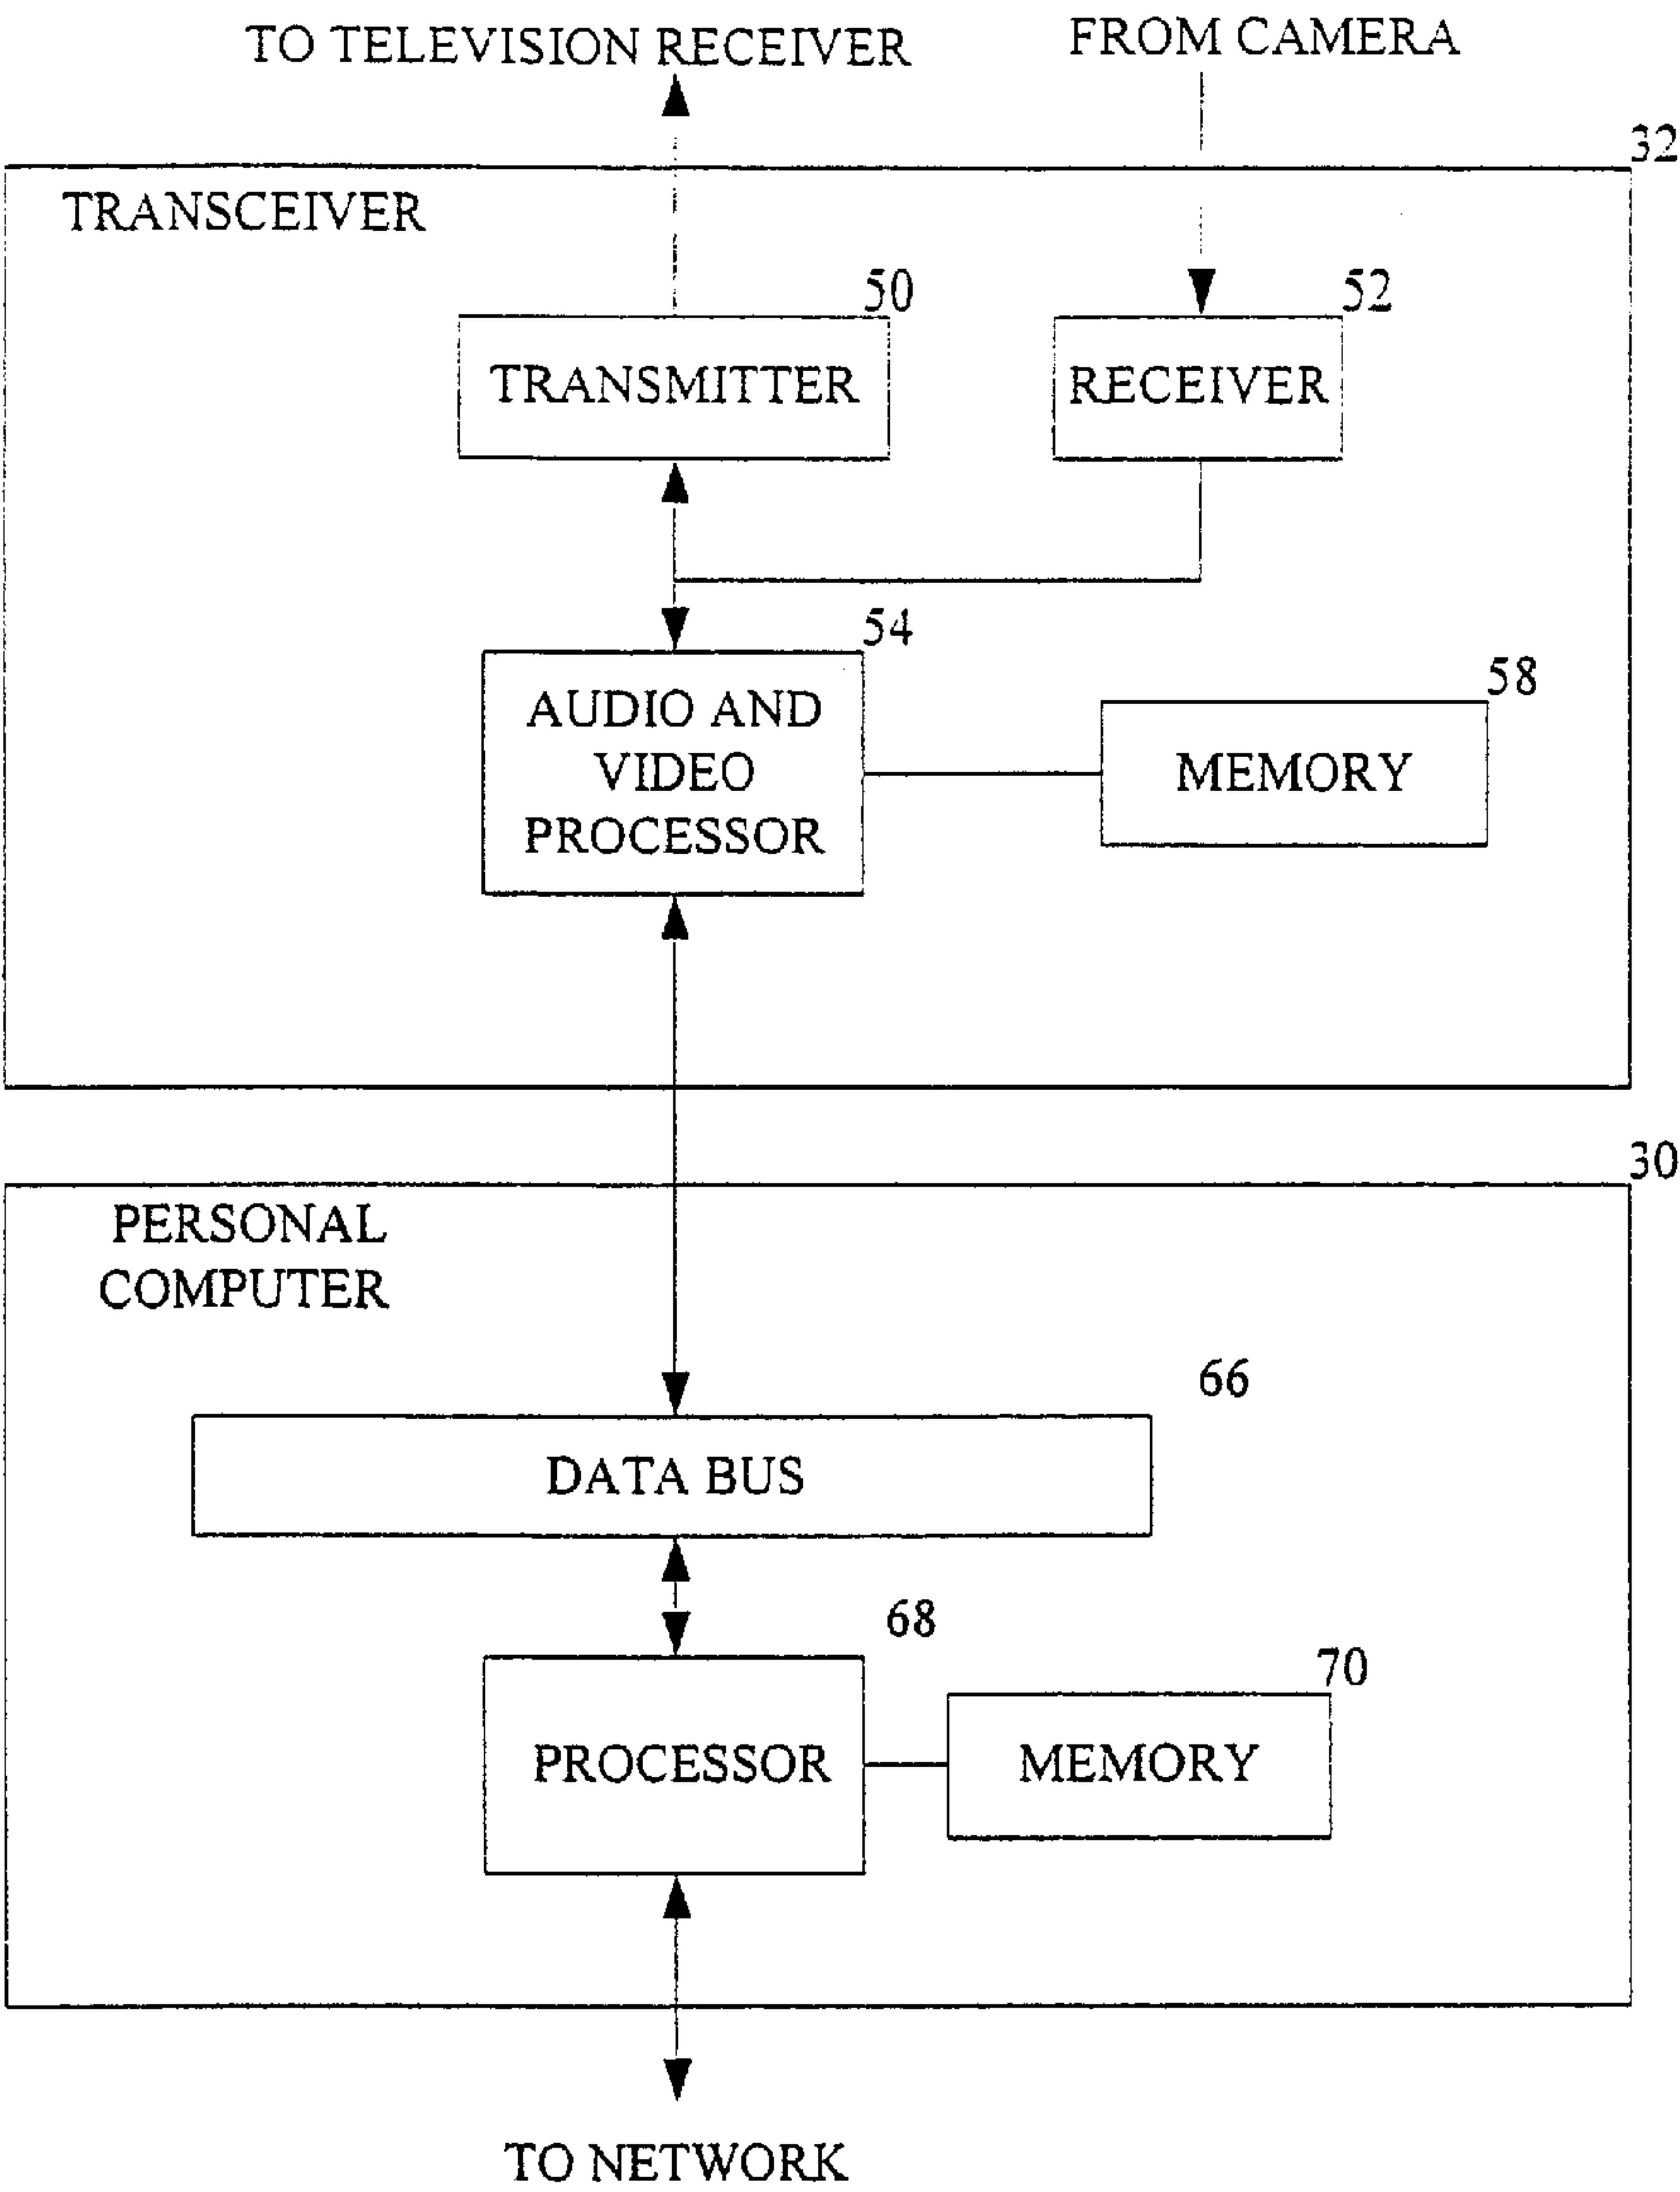 TO TELEVISION RECEIVER
FROM CAMERA
32
TRANSCEIVER
50
52
TRANSMITTER
RECEIVER
54
58
AUDIO AND
VIDEO
PROCESSOR
MEMORY
30
PERSONAL
COMPUTER
66
DATA BUS
68
70
PROCESSOR
MEMORY
TO NETWORK